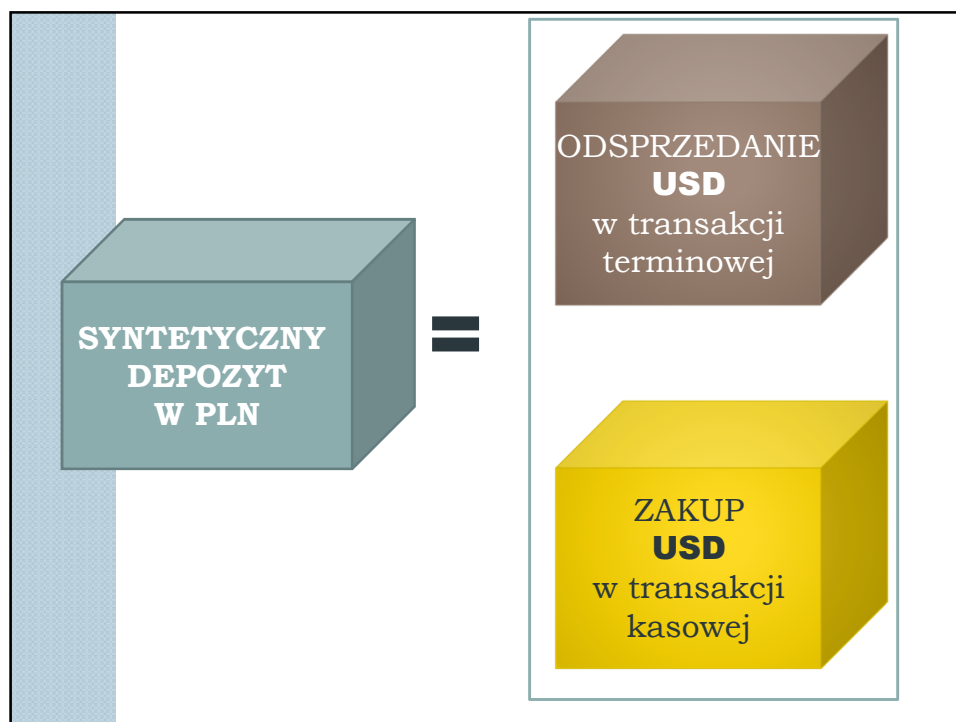 SYNTETYCZNY
DEPOZYT
W PLN
=
ODSPRZEDANIE
USD
w transakcji
terminowej
ZAKUP
USD
w transakcji
kasowej